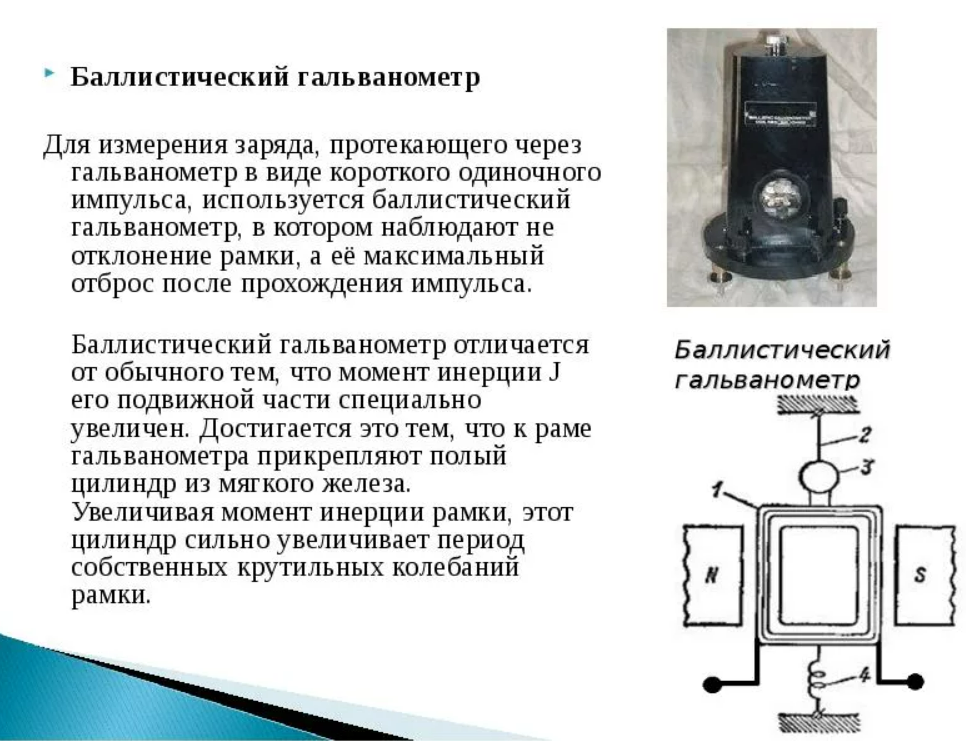 Баллистический гальванометр
Для измерения заряда, протекающего через
гальванометр в виде короткого одиночного
импульса, используется баллистический
гальванометр, в котором наблюдают не
отклонение рамки, а её максимальный
отброс после прохождения импульса.
Баллистический гальванометр отличается
от обычного тем, что момент инерции J
его подвижной части специально
увеличен. Достигается это тем, что к раме
гальванометра прикрепляют полый
цилиндр из мягкого железа.
Увеличивая момент инерции рамки, этот
цилиндр сильно увеличивает период
собственных крутильных колебаний
рамки.
Баллистический
гальванометр
2
3
1
N
S
4